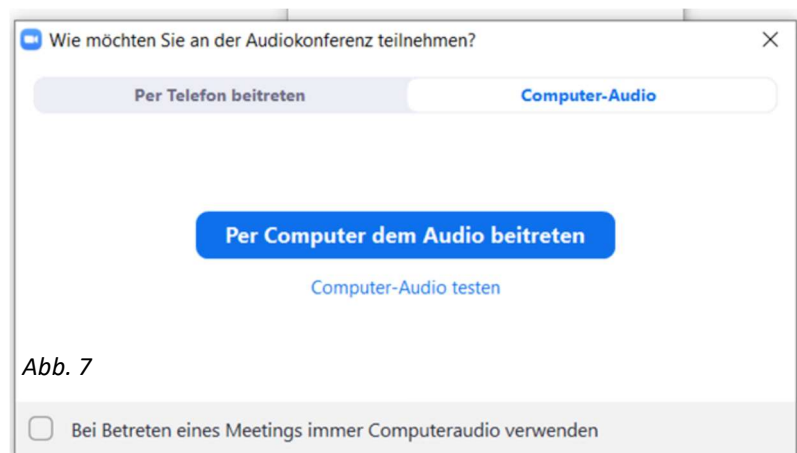 Wie möchten Sie an der Audiokonferenz teilnehmen?
Per Telefon beitreten
Computer-Audio
Per Computer dem Audio beitreten
Computer-Audio testen
Abb. 7
Bei Betreten eines Meetings immer Computeraudio verwenden